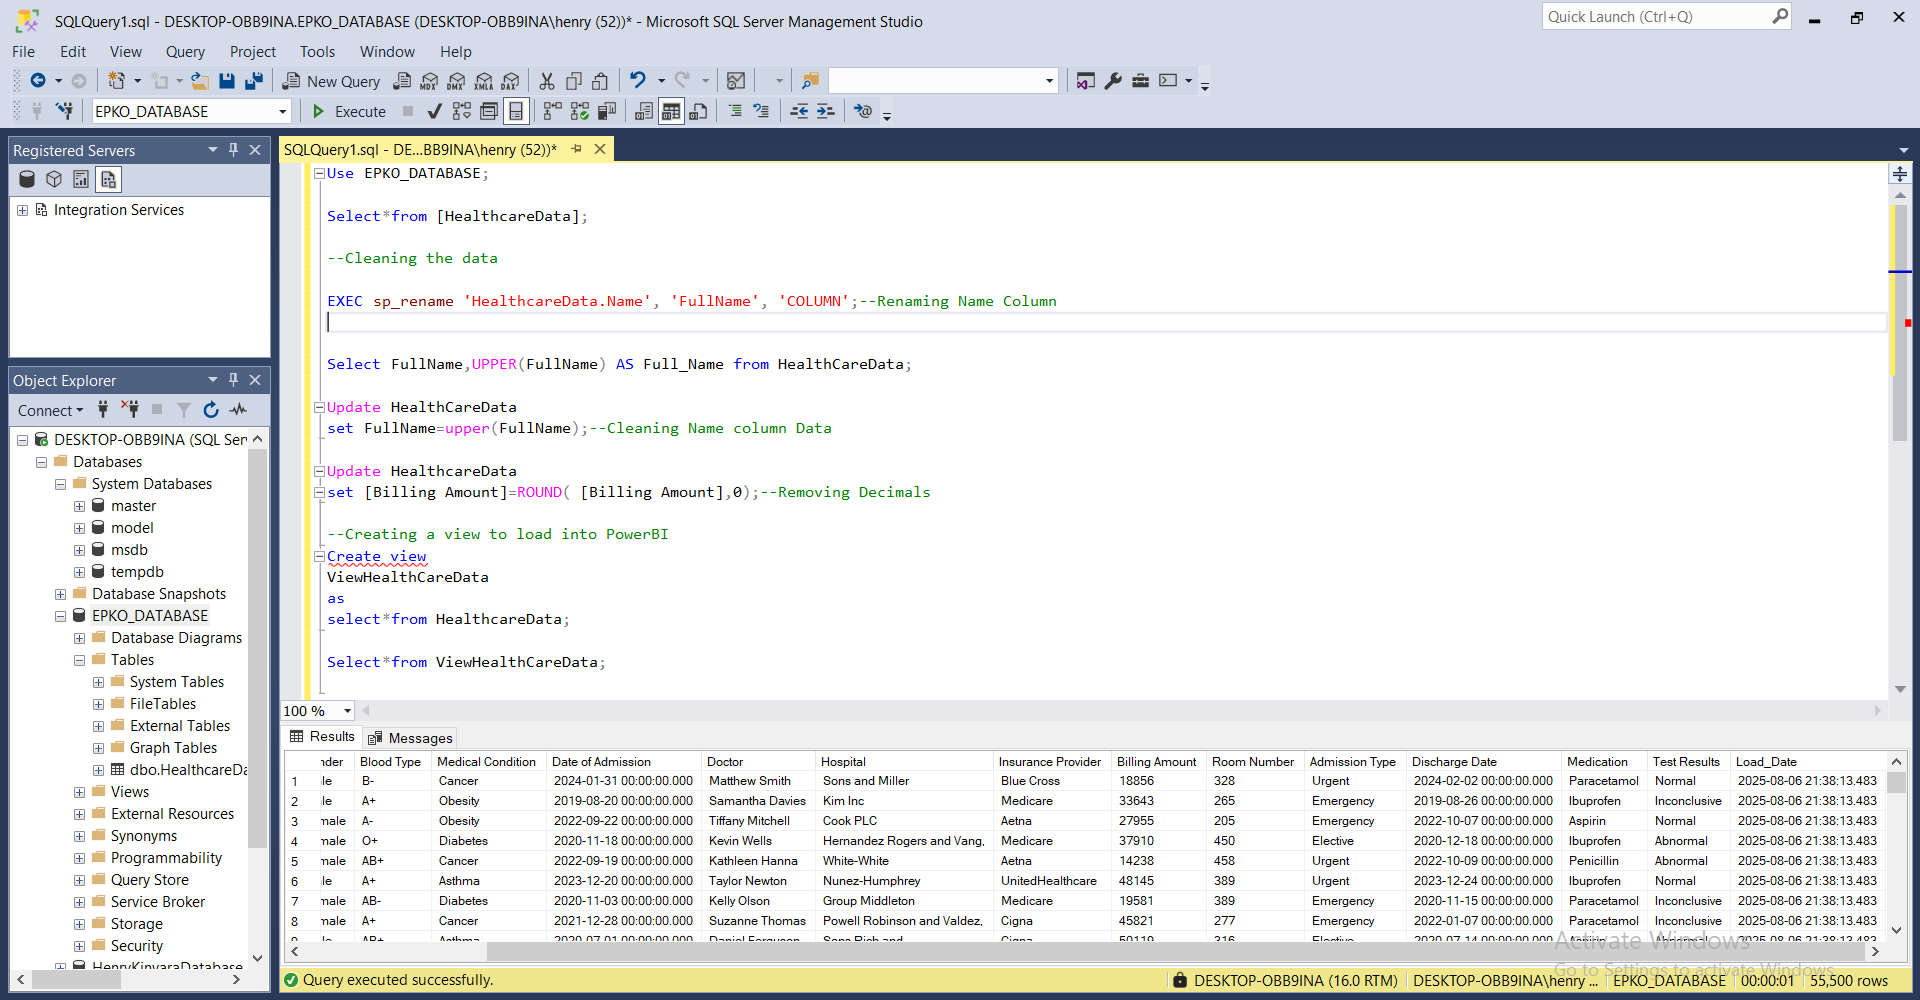 SQLQuery1.sql - DESKTOP-OBB9INA.EPKO_DATABASE (DESKTOP-OBB9INA\henry (52))* - Microsoft SQL Server Management Studio
Quick Launch (Ctrl+Q)
File Edit View Query Project Tools Window Help
New Query MDX DMX XMLA DAX
EPKO_DATABASE Execute
Registered Servers
Integration Services
Object Explorer
Connect
DESKTOP-OBB9INA (SQL Ser
Databases
System Databases
master
model
msdb
tempdb
Database Snapshots
EPKO_DATABASE
Database Diagrams
Tables
System Tables
FileTables
External Tables
Graph Tables
dbo.HealthcareDa
Views
External Resources
Synonyms
Programmability
Query Store
Service Broker
Storage
Security
HenryKinyaraDatabase
SQLQuery1.sql - DE...BB9INA\henry (52))*
Use EPKO_DATABASE;
Select*from [HealthcareData];
--Cleaning the data
EXEC sp_rename 'HealthcareData.Name', 'FullName', 'COLUMN';--Renaming Name Column
Select FullName,UPPER(FullName) AS Full_Name from HealthCareData;
Update HealthCareData
set FullName=upper(FullName);--Cleaning Name column Data
Update HealthcareData
set [Billing Amount]=ROUND( [Billing Amount],0);--Removing Decimals
--Creating a view to load into PowerBI
Create view
ViewHealthCareData
as
select*from HealthcareData;
Select*from ViewHealthCareData;
100 %
Results Messages
nder Blood Type Medical Condition Date of Admission Doctor Hospital Insurance Provider Billing Amount Room Number Admission Type Discharge Date Medication Test Results Load_Date
1 le B- Cancer 2024-01-31 00:00:00.000 Matthew Smith Sons and Miller Blue Cross 18856 328 Urgent 2024-02-02 00:00:00.000 Paracetamol Normal 2025-08-06 21:38:13.483
2 le A+ Obesity 2019-08-20 00:00:00.000 Samantha Davies Kim Inc Medicare 33643 265 Emergency 2019-08-26 00:00:00.000 Ibuprofen Inconclusive 2025-08-06 21:38:13.483
3 male A- Obesity 2022-09-22 00:00:00.000 Tiffany Mitchell Cook PLC Aetna 27955 205 Emergency 2022-10-07 00:00:00.000 Aspirin Normal 2025-08-06 21:38:13.483
4 male O+ Diabetes 2020-11-18 00:00:00.000 Kevin Wells Hernandez Rogers and Vang, Medicare 37910 450 Elective 2020-12-18 00:00:00.000 Ibuprofen Abnormal 2025-08-06 21:38:13.483
5 male AB+ Cancer 2022-09-19 00:00:00.000 Kathleen Hanna White-White Aetna 14238 458 Urgent 2022-10-09 00:00:00.000 Penicillin Abnormal 2025-08-06 21:38:13.483
6 le A+ Asthma 2023-12-20 00:00:00.000 Taylor Newton Nunez-Humphrey UnitedHealthcare 48145 389 Urgent 2023-12-24 00:00:00.000 Ibuprofen Normal 2025-08-06 21:38:13.483
7 male AB- Diabetes 2020-11-03 00:00:00.000 Kelly Olson Group Middleton Medicare 19581 389 Emergency 2020-11-15 00:00:00.000 Paracetamol Inconclusive 2025-08-06 21:38:13.483
8 male A+ Cancer 2021-12-28 00:00:00.000 Suzanne Thomas Powell Robinson and Valdez, Cigna 45821 277 Emergency 2022-01-07 00:00:00.000 Paracetamol Inconclusive 2025-08-06 21:38:13.483
Activate Windows
Go to Settings to activate Windows.
Query executed successfully. DESKTOP-OBB9INA (16.0 RTM) DESKTOP-OBB9INA\henry ... EPKO_DATABASE 00:00:01 55,500 rows